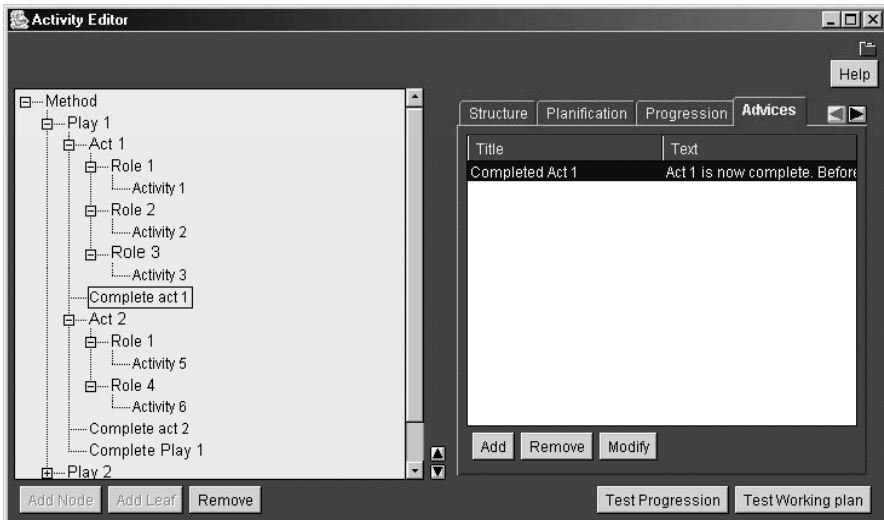 Activity Editor
Help
Method
Play 1
Act 1
Role 1
Activity 1
Role 2
Activity 2
Role 3
Activity 3
Complete act 1
Act 2
Role 1
Activity 5
Role 4
Activity 6
Complete act 2
Complete Play 1
Play 2
Add Node Add Leaf Remove
Structure Planification Progression Advices
Title Text
Completed Act 1 Act 1 is now complete. Before
Add Remove Modify
Test Progression Test Working plan